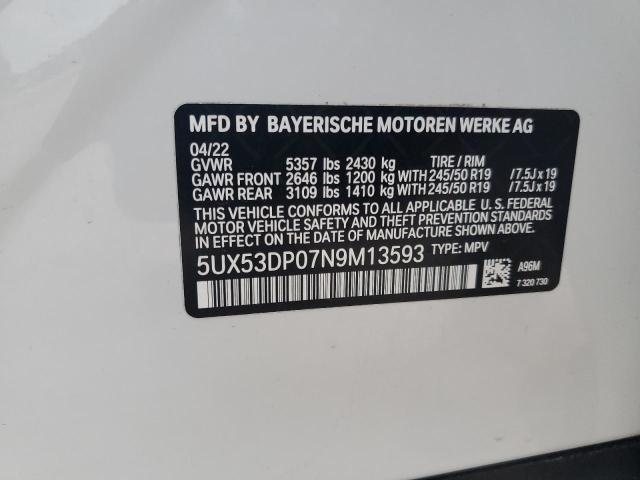 MFD BY BAYERISCHE MOTOREN WERKE AG
04/22
GVWR 5357 lbs 2430 kg TIRE / RIM
GAWR FRONT 2646 lbs 1200 kg WITH 245/50 R19 / 7.5J x 19
GAWR REAR 3109 lbs 1410 kg WITH 245/50 R19 / 7.5J x 19
THIS VEHICLE CONFORMS TO ALL APPLICABLE U. S. FEDERAL
MOTOR VEHICLE SAFETY AND THEFT PREVENTION STANDARDS
IN EFFECT ON THE DATE OF MANUFACTURE SHOWN ABOVE.
5UX53DP07N9M13593 TYPE: MPV
A96M
7 320 730